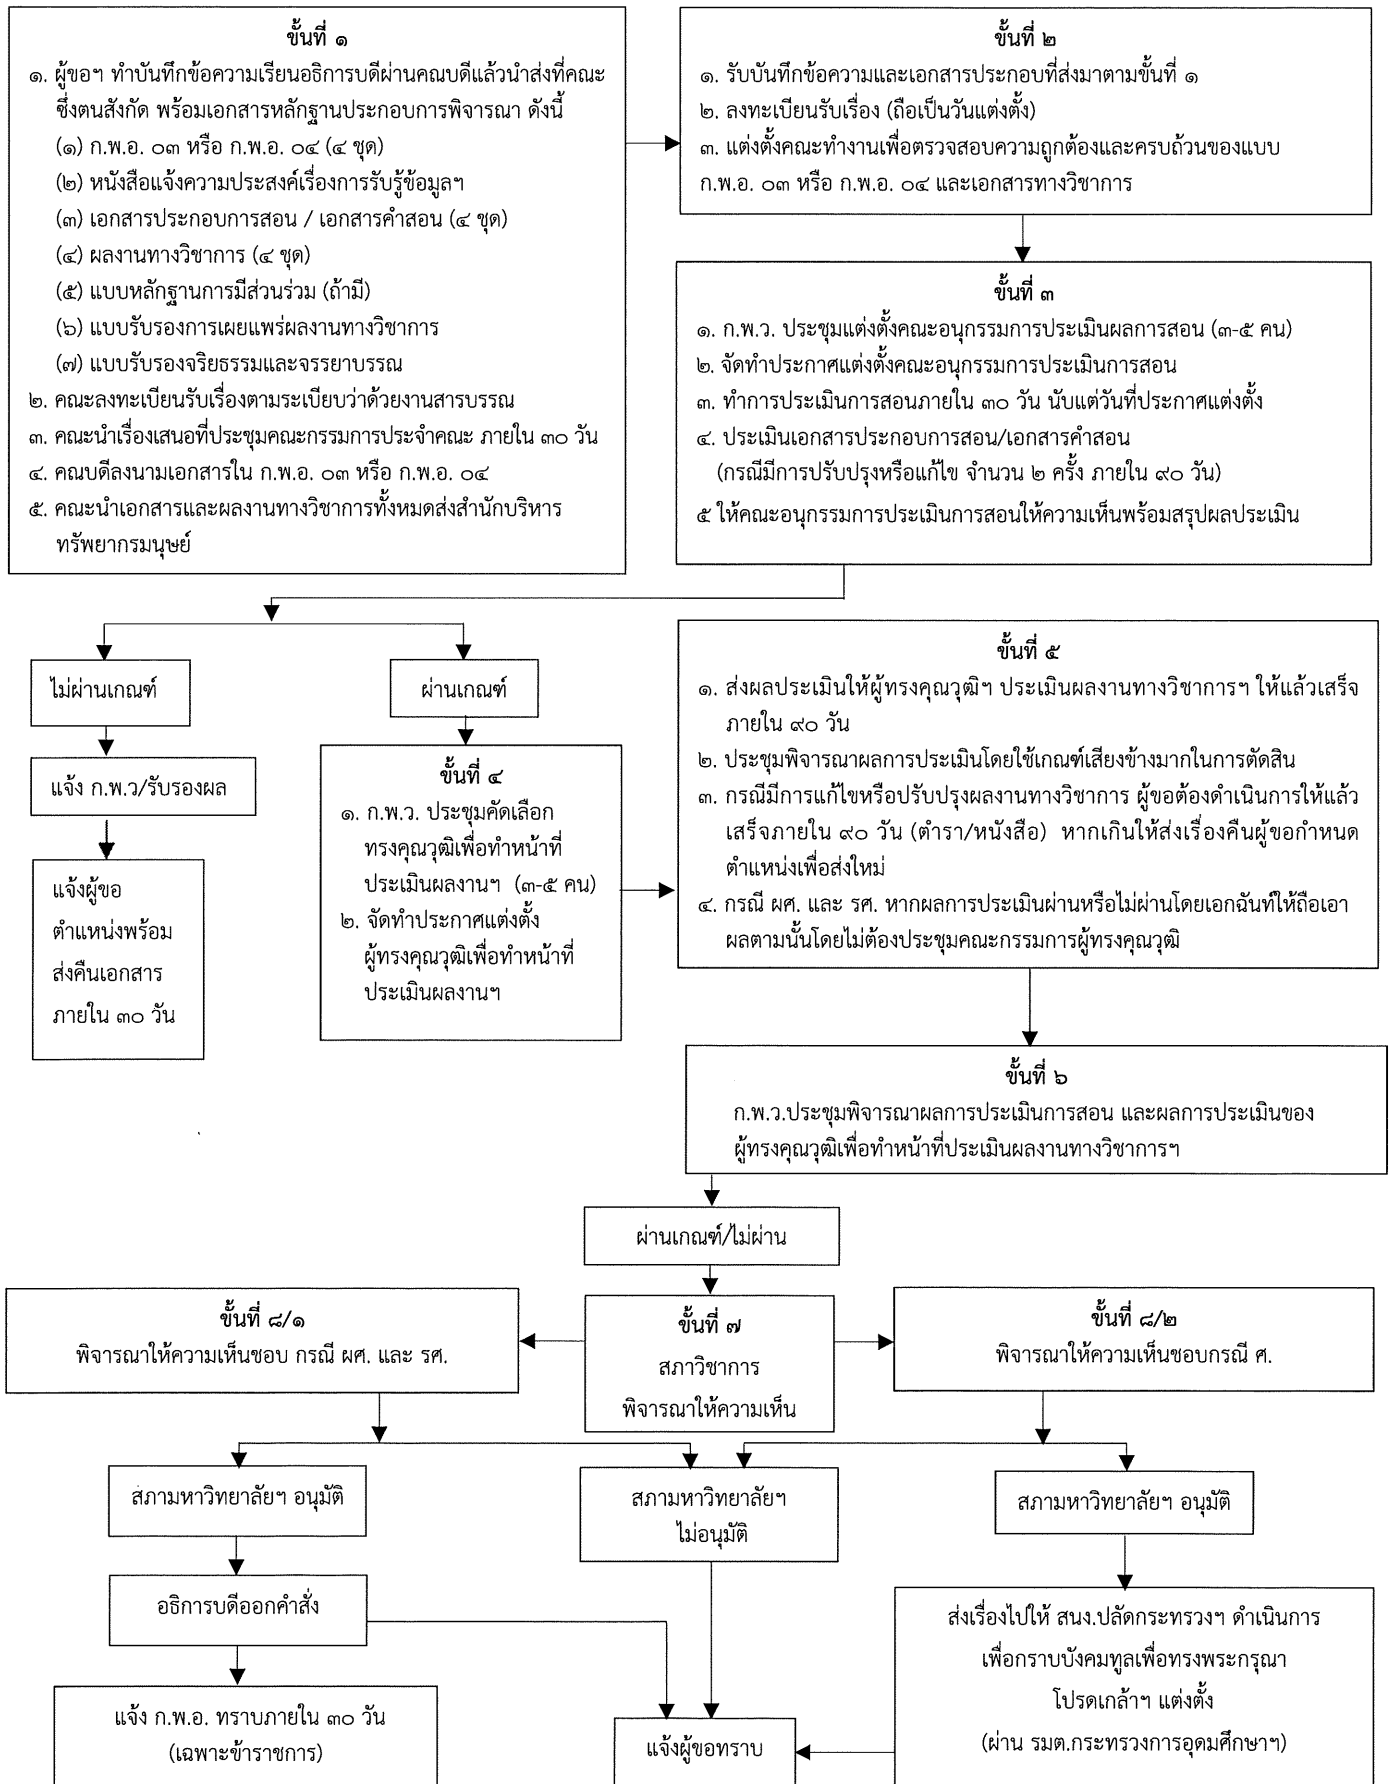 ขั้นที่ ๑
๑. ผู้ขอฯ ทำบันทึกข้อความเรียนอธิการบดีผ่านคณบดีแล้วนำส่งที่คณะ
ซึ่งตนสังกัด พร้อมเอกสารหลักฐานประกอบการพิจารณา ดังนี้
(๑) ก.พ.อ. ๐๓ หรือ ก.พ.อ. ๐๔ (๔ ชุด)
(๒) หนังสือแจ้งความประสงค์เรื่องการรับรู้ข้อมูลฯ
(๓) เอกสารประกอบการสอน / เอกสารคำสอน (๔ ชุด)
(๔) ผลงานทางวิชาการ (๔ ชุด)
(๕) แบบหลักฐานการมีส่วนร่วม (ถ้ามี)
(๖) แบบรับรองการเผยแพร่ผลงานทางวิชาการ
(๗) แบบรับรองจริยธรรมและจรรยาบรรณ
๒. คณะลงทะเบียนรับเรื่องตามระเบียบว่าด้วยงานสารบรรณ
๓. คณะนำเรื่องเสนอที่ประชุมคณะกรรมการประจำคณะ ภายใน ๓๐ วัน
๔. คณบดีลงนามเอกสารใน ก.พ.อ. ๐๓ หรือ ก.พ.อ. ๐๔
๕. คณะนำเอกสารและผลงานทางวิชาการทั้งหมดส่งสำนักบริหาร
ทรัพยากรมนุษย์
ขั้นที่ ๒
๑. รับบันทึกข้อความและเอกสารประกอบที่ส่งมาตามขั้นที่ ๑
๒. ลงทะเบียนรับเรื่อง (ถือเป็นวันแต่งตั้ง)
๓. แต่งตั้งคณะทำงานเพื่อตรวจสอบความถูกต้องและครบถ้วนของแบบ
ก.พ.อ. ๐๓ หรือ ก.พ.อ. ๐๔ และเอกสารทางวิชาการ
ขั้นที่ ๓
๑. ก.พ.ว. ประชุมแต่งตั้งคณะอนุกรรมการประเมินผลการสอน (๓-๕ คน)
๒. จัดทำประกาศแต่งตั้งคณะอนุกรรมการประเมินการสอน
๓. ทำการประเมินการสอนภายใน ๓๐ วัน นับแต่วันที่ประกาศแต่งตั้ง
๔. ประเมินเอกสารประกอบการสอน/เอกสารคำสอน
(กรณีมีการปรับปรุงหรือแก้ไข จำนวน ๒ ครั้ง ภายใน ๙๐ วัน)
๕ ให้คณะอนุกรรมการประเมินการสอนให้ความเห็นพร้อมสรุปผลประเมิน
ไม่ผ่านเกณฑ์
แจ้ง ก.พ.ว/รับรองผล
แจ้งผู้ขอ
ตำแหน่งพร้อม
ส่งคืนเอกสาร
ภายใน ๓๐ วัน
ผ่านเกณฑ์
ขั้นที่ ๔
๑. ก.พ.ว. ประชุมคัดเลือก
ทรงคุณวุฒิเพื่อทำหน้าที่
ประเมินผลงานฯ (๓-๕ คน)
๒. จัดทำประกาศแต่งตั้ง
ผู้ทรงคุณวุฒิเพื่อทำหน้าที่
ประเมินผลงานฯ
ขั้นที่ ๕
๑. ส่งผลประเมินให้ผู้ทรงคุณวุฒิฯ ประเมินผลงานทางวิชาการฯ ให้แล้วเสร็จ
ภายใน ๙๐ วัน
๒. ประชุมพิจารณาผลการประเมินโดยใช้เกณฑ์เสียงข้างมากในการตัดสิน
๓. กรณีมีการแก้ไขหรือปรับปรุงผลงานทางวิชาการ ผู้ขอต้องดำเนินการให้แล้ว
เสร็จภายใน ๙๐ วัน (ตำรา/หนังสือ) หากเกินให้ส่งเรื่องคืนผู้ขอกำหนด
ตำแหน่งเพื่อส่งใหม่
๔. กรณี ผศ. และ รศ. หากผลการประเมินผ่านหรือไม่ผ่านโดยเอกฉันท์ให้ถือเอา
ผลตามนั้นโดยไม่ต้องประชุมคณะกรรมการผู้ทรงคุณวุฒิ
ขั้นที่ ๖
ก.พ.ว.ประชุมพิจารณาผลการประเมินการสอน และผลการประเมินของ
ผู้ทรงคุณวุฒิเพื่อทำหน้าที่ประเมินผลงานทางวิชาการฯ
ผ่านเกณฑ์/ไม่ผ่าน
ขั้นที่ ๘/๑
พิจารณาให้ความเห็นชอบ กรณี ผศ. และ รศ.
ขั้นที่ ๗
สภาวิชาการ
พิจารณาให้ความเห็น
ขั้นที่ ๘/๒
พิจารณาให้ความเห็นชอบกรณี ศ.
สภามหาวิทยาลัยฯ อนุมัติ
สภามหาวิทยาลัยฯ
ไม่อนุมัติ
สภามหาวิทยาลัยฯ อนุมัติ
อธิการบดีออกคำสั่ง
แจ้ง ก.พ.อ. ทราบภายใน ๓๐ วัน
(เฉพาะข้าราชการ)
แจ้งผู้ขอทราบ
ส่งเรื่องไปให้ สนง.ปลัดกระทรวงฯ ดำเนินการ
เพื่อกราบบังคมทูลเพื่อทรงพระกรุณา
โปรดเกล้าฯ แต่งตั้ง
(ผ่าน รมต.กระทรวงการอุดมศึกษาฯ)